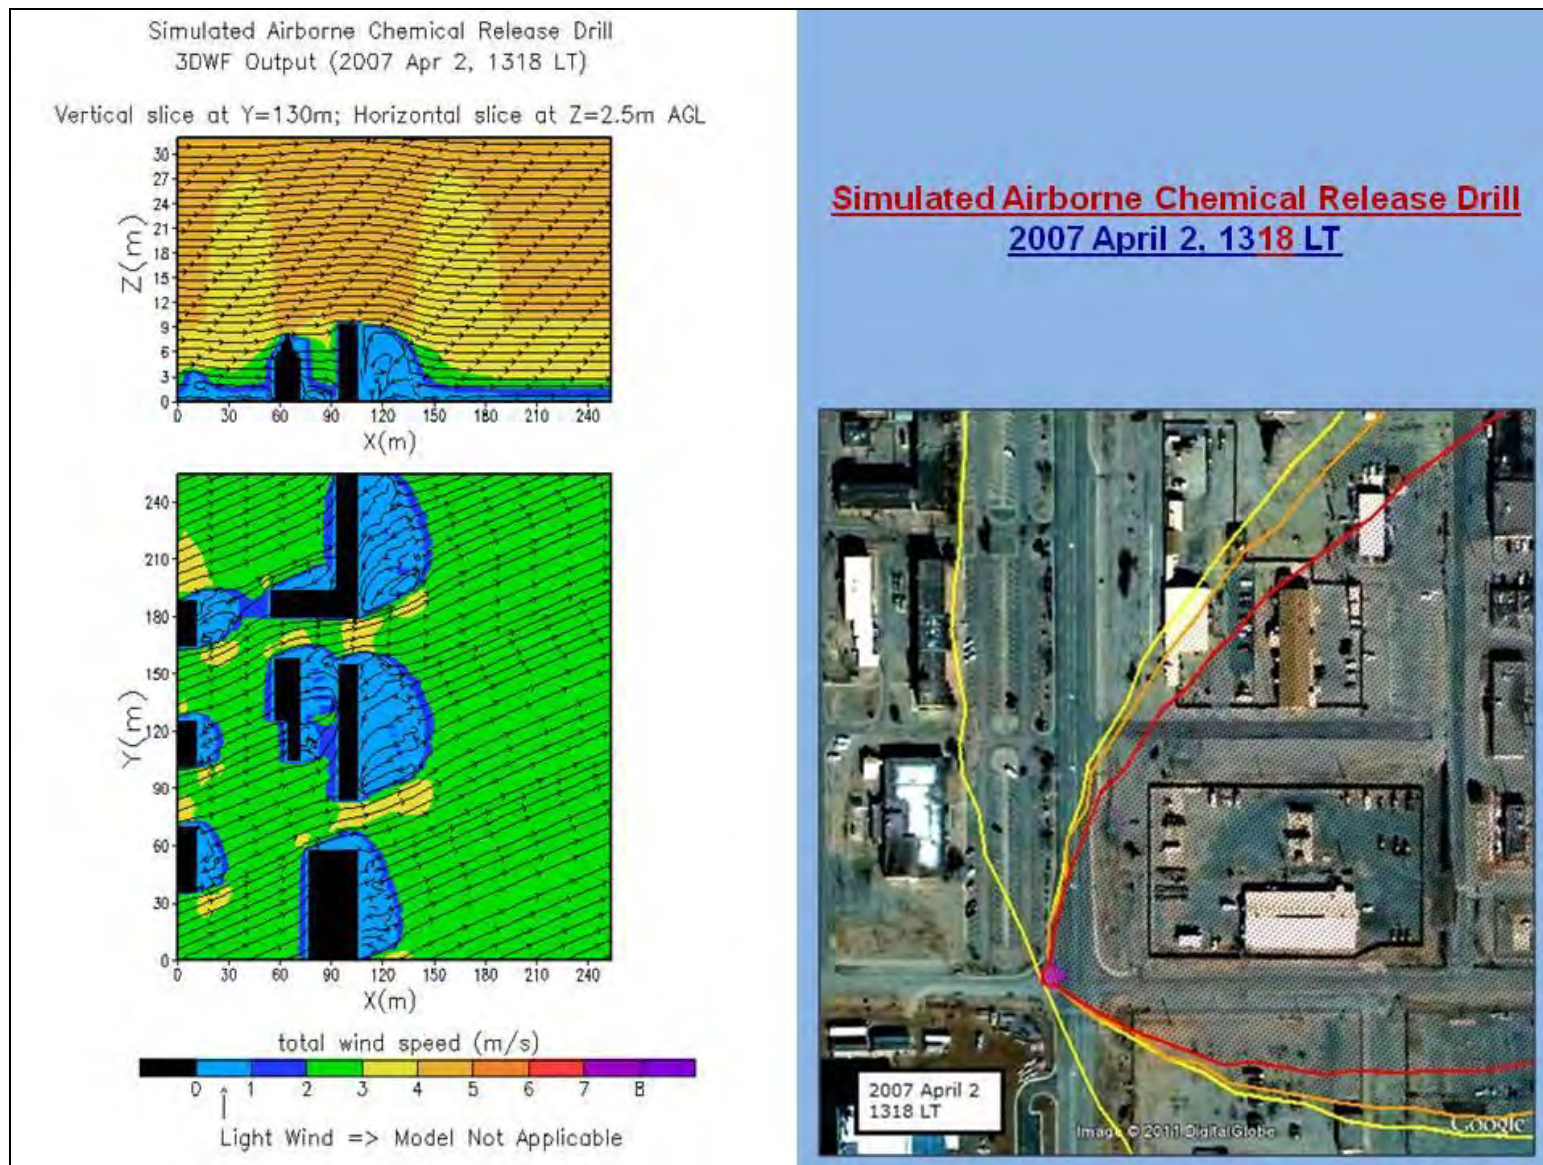 Simulated Airborne Chemical Release Drill
3DWF Output (2007 Apr 2, 1318 LT)
Vertical slice at Y=130m; Horizontal slice at Z=2.5m AGL
30
27
24
21
18
15
12
9
6
3
0
Z(m)
0 30 60 90 120 150 180 210 240
X(m)
240
210
180
150
120
90
60
30
0
Y(m)
0 30 60 90 120 150 180 210 240
X(m)
total wind speed (m/s)
0 1 2 3 4 5 6 7 8
Light Wind => Model Not Applicable
Simulated Airborne Chemical Release Drill
2007 April 2, 1318 LT
2007 April 2
1318 LT
Image © 2011 DigitalGlobe
Google